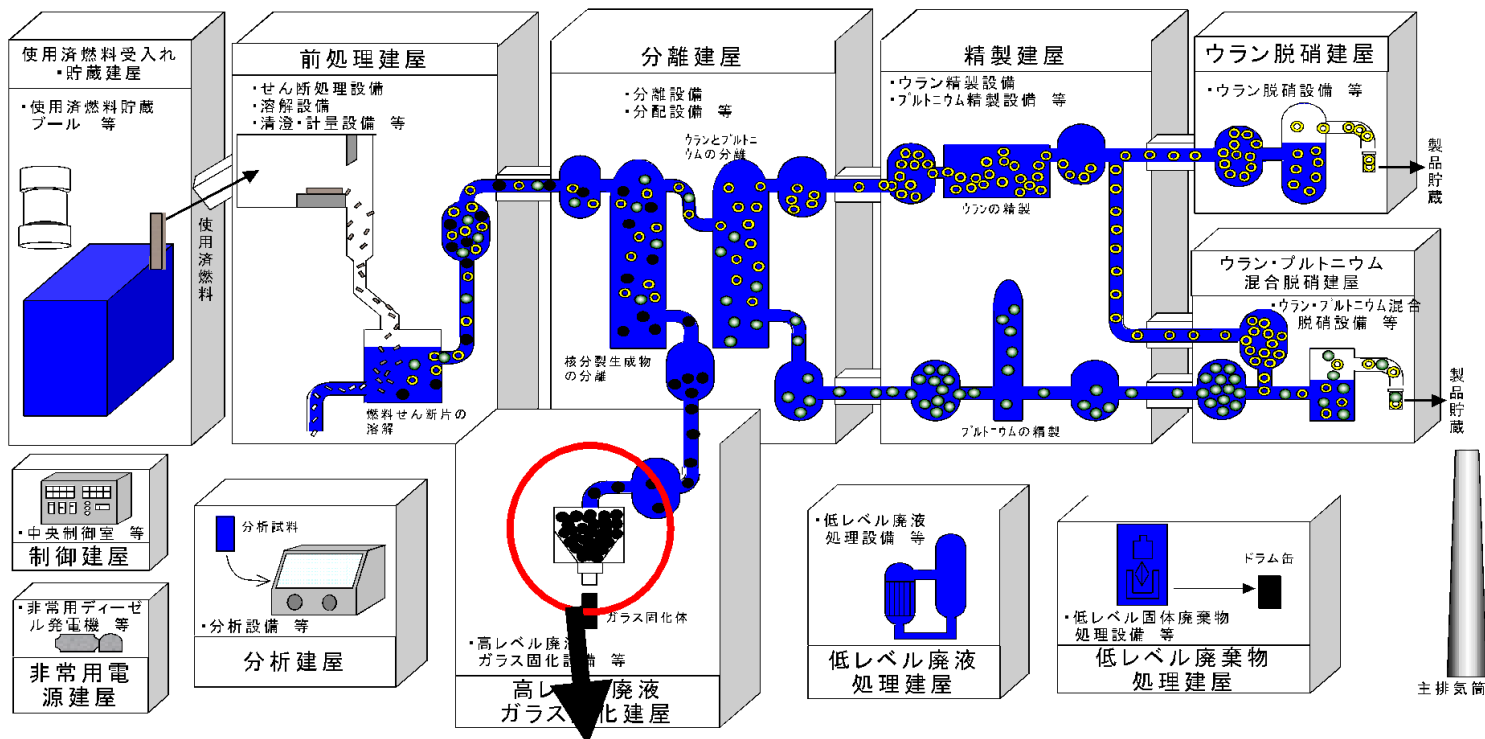 使用済燃料受入れ
・貯蔵建屋
・使用済燃料貯蔵
プール 等
使用済燃料
前処理建屋
・せん断処理設備
・溶解設備
・清澄・計量設備 等
燃料せん断片の
溶解
分離建屋
・分離設備
・分配設備 等
ウランとプルトニ
ウムの分離
核分裂生成物
の分離
精製建屋
・ウラン精製設備
・プルトニウム精製設備 等
ウランの精製
プルトニウムの精製
ウラン脱硝建屋
・ウラン脱硝設備 等
製品貯蔵
ウラン・プルトニウム
混合脱硝建屋
・ウラン・プルトニウム混合
脱硝設備 等
製品貯蔵
・中央制御室 等
制御建屋
・非常用ディーゼ
ル発電機 等
非常用電
源建屋
分析試料
・分析設備 等
分析建屋
ガラス固化体
・高レベル廃液
ガラス固化設備 等
高レベル廃液
ガラス固化建屋
・低レベル廃液
処理設備 等
低レベル廃液
処理建屋
ドラム缶
・低レベル固体廃棄物
処理設備 等
低レベル廃棄物
処理建屋
主排気筒